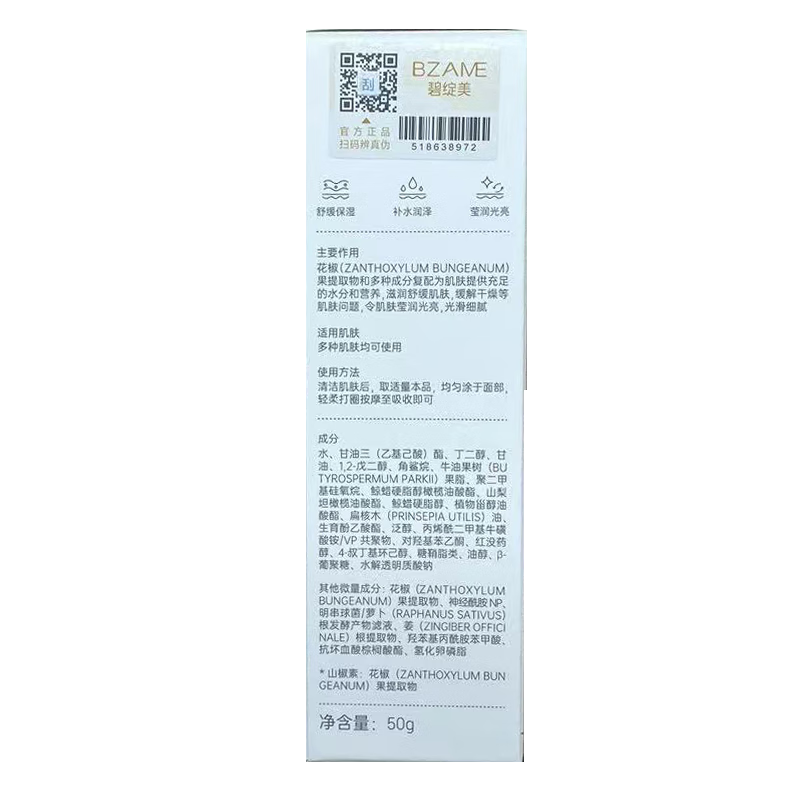 刮
BZAME
碧绽美
官方正品
扫码辨真伪
518638972
舒缓保湿 补水润泽 莹润光亮
主要作用
花椒(ZANTHOXYLUM BUNGEANUM)
果提取物和多种成分复配为肌肤提供充足
的水分和营养,滋润舒缓肌肤,缓解干燥等
肌肤问题,令肌肤莹润光亮,光滑细腻
适用肌肤
多种肌肤均可使用
使用方法
清洁肌肤后，取适量本品，均匀涂于面部，
轻柔打圈按摩至吸收即可
成分
水、甘油三（乙基己酸）酯、丁二醇、甘
油、1,2-戊二醇、角鲨烷、牛油果树（BU
TYROSPERMUM PARKII）果脂、聚二甲
基硅氧烷、鲸蜡硬脂醇橄榄油酸酯、山梨
坦橄榄油酸酯、鲸蜡硬脂醇、植物甾醇油
酸酯、扁核木（PRINSEPIA UTILIS）油、
生育酚乙酸酯、泛醇、丙烯酰二甲基牛磺
酸铵/VP 共聚物、对羟基苯乙酮、红没药
醇、4-叔丁基环己醇、糖鞘脂类、油醇、β-
葡聚糖、水解透明质酸钠
其他微量成分：花椒（ZANTHOXYLUM
BUNGEANUM）果提取物、神经酰胺 NP、
明串球菌/萝卜（RAPHANUS SATIVUS）
根发酵产物滤液、姜（ZINGIBER OFFICI
NALE）根提取物、羟苯基丙酰胺苯甲酸、
抗坏血酸棕榈酸酯、氢化卵磷脂
*山椒素：花椒（ZANTHOXYLUM BUN
GEANUM）果提取物
净含量：50g